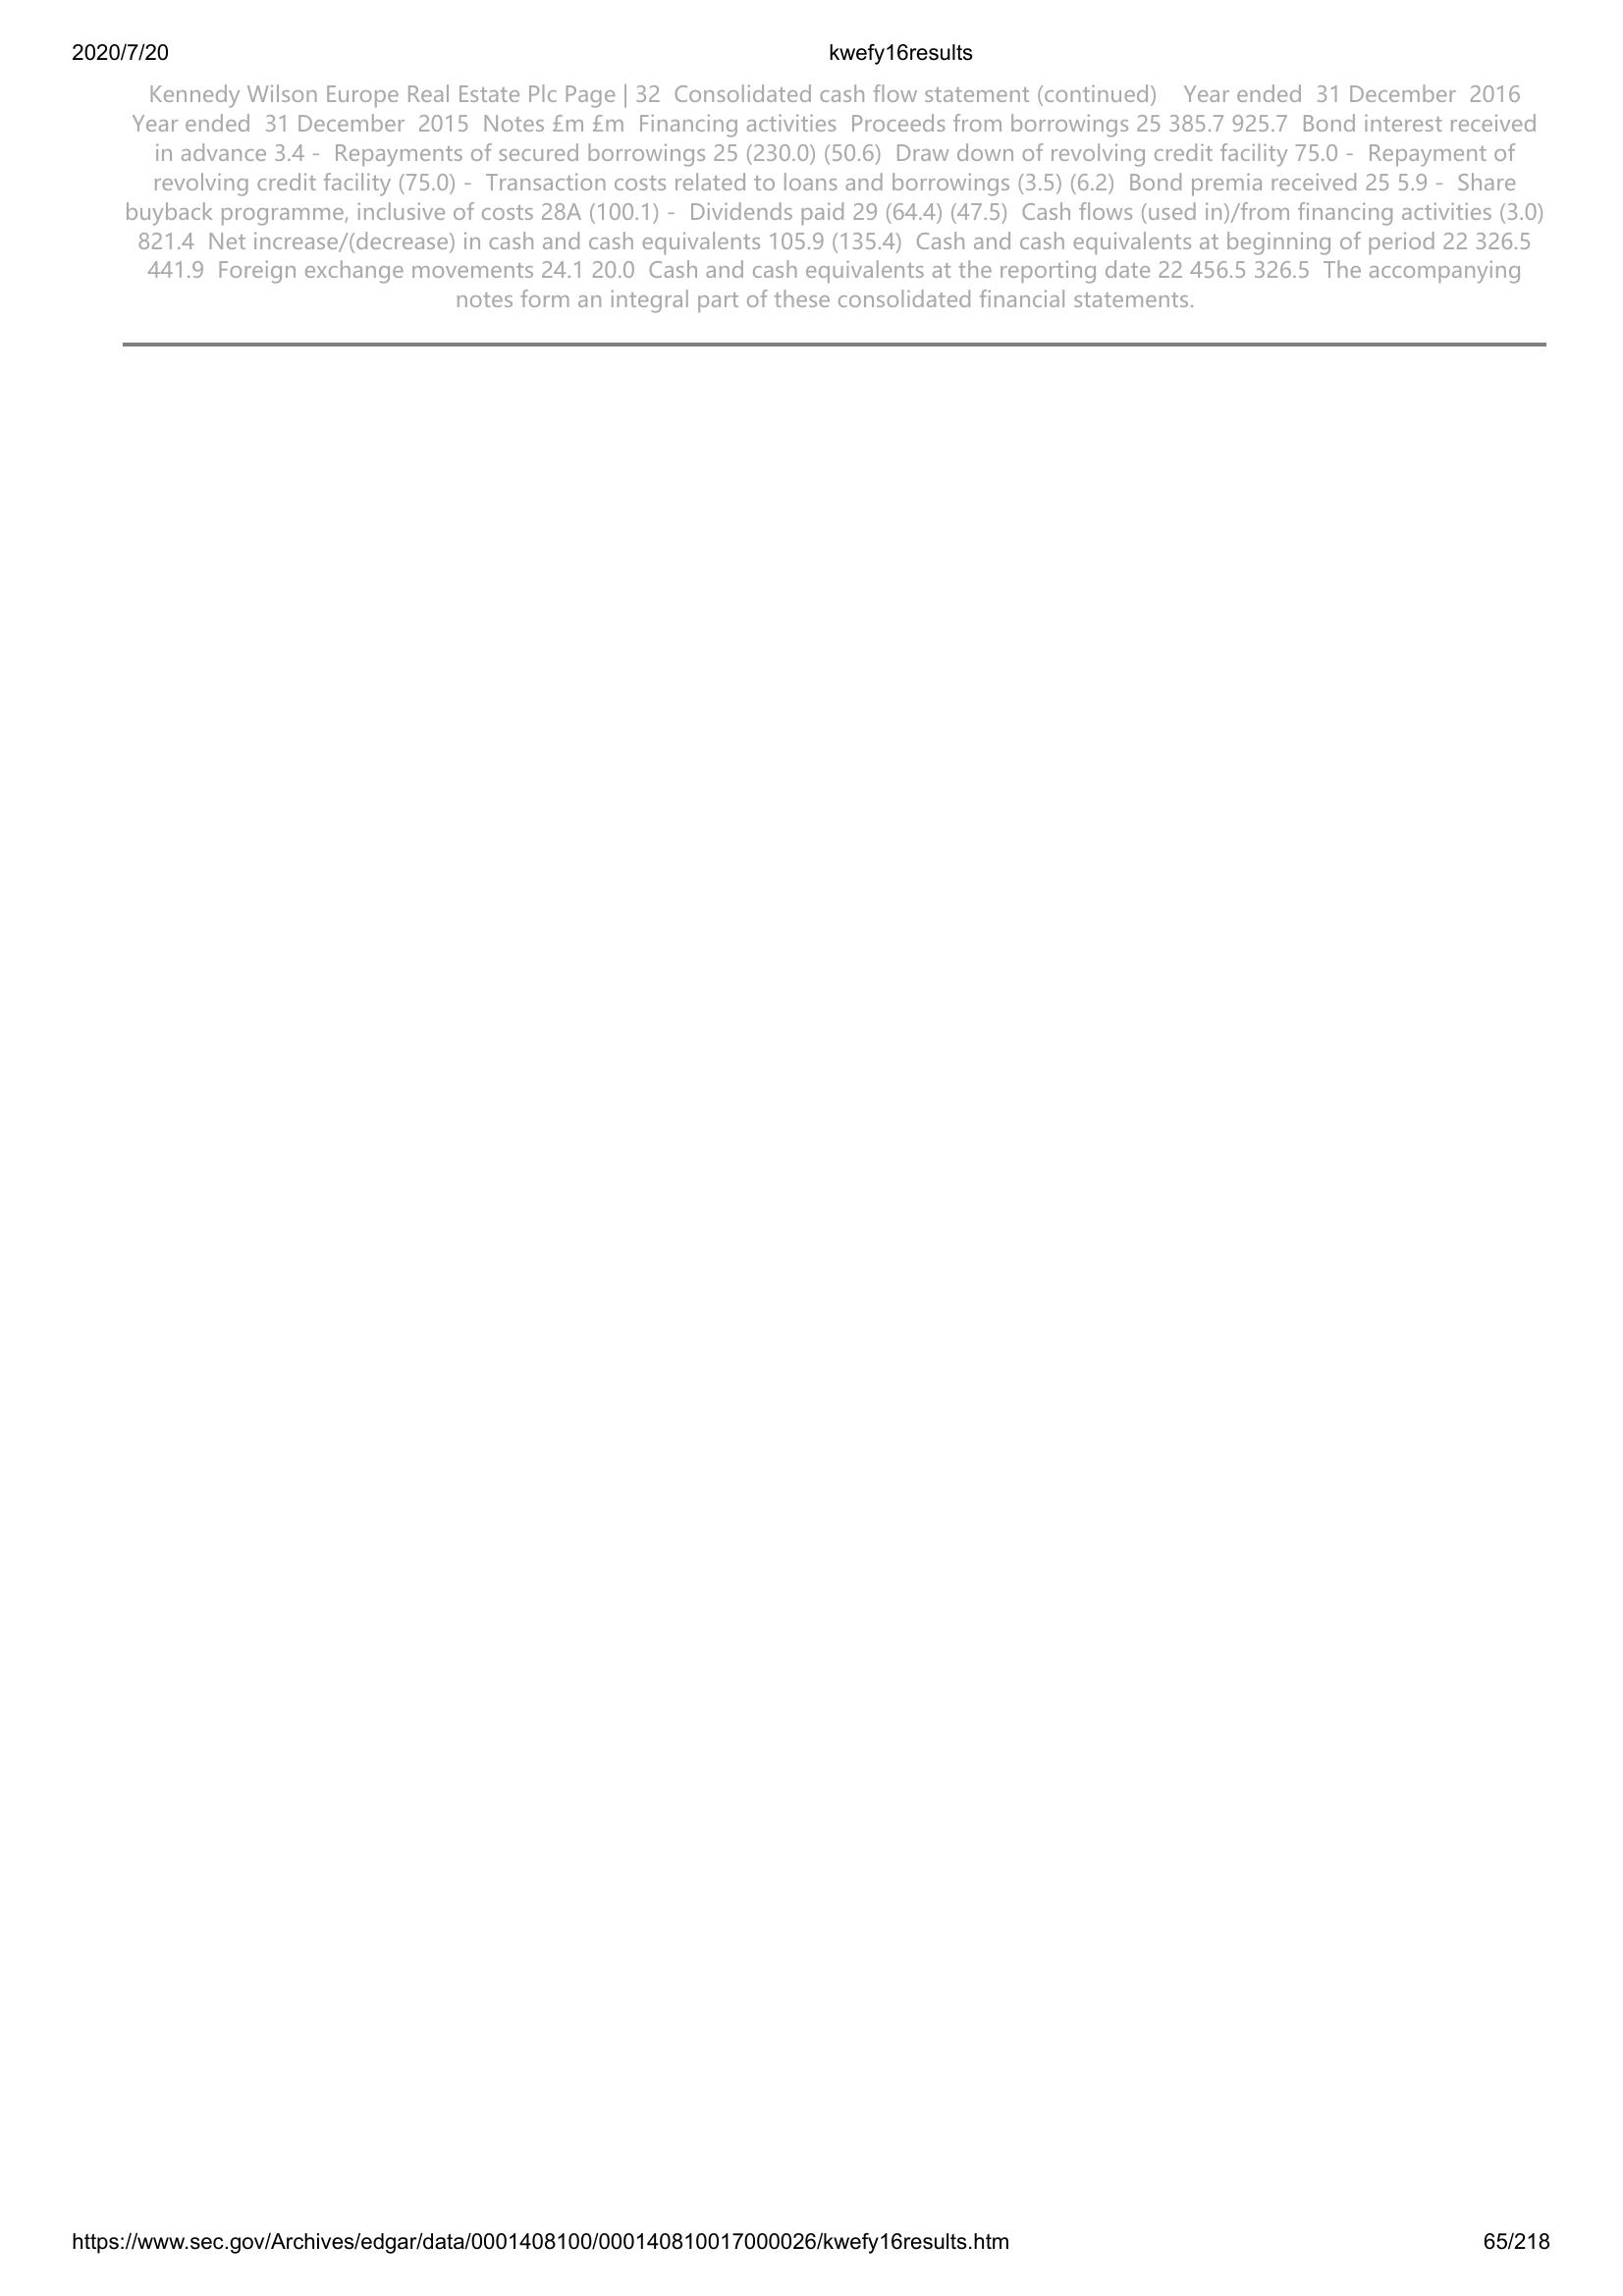 2020/7/20 kwefy16results
Kennedy Wilson Europe Real Estate Plc Page | 32 Consolidated cash flow statement (continued) Year ended 31 December 2016
Year ended 31 December 2015 Notes £m £m Financing activities Proceeds from borrowings 25 385.7 925.7 Bond interest received
in advance 3.4 - Repayments of secured borrowings 25 (230.0) (50.6) Draw down of revolving credit facility 75.0 - Repayment of
revolving credit facility (75.0) - Transaction costs related to loans and borrowings (3.5) (6.2) Bond premia received 25 5.9 - Share
buyback programme, inclusive of costs 28A (100.1) - Dividends paid 29 (64.4) (47.5) Cash flows (used in)/from financing activities (3.0)
821.4 Net increase/(decrease) in cash and cash equivalents 105.9 (135.4) Cash and cash equivalents at beginning of period 22 326.5
441.9 Foreign exchange movements 24.1 20.0 Cash and cash equivalents at the reporting date 22 456.5 326.5 The accompanying
notes form an integral part of these consolidated financial statements.
https://www.sec.gov/Archives/edgar/data/0001408100/000140810017000026/kwefy16results.htm 65/218